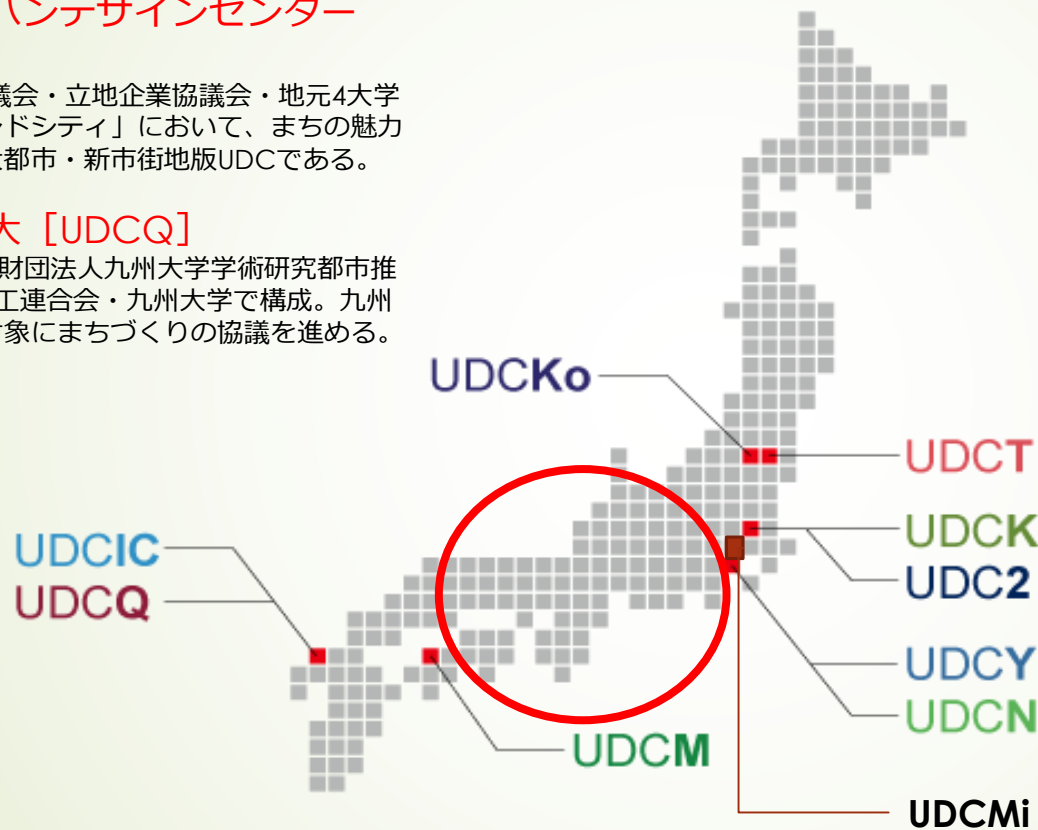 （ンデザインセンター
議会・立地企業協議会・地元4大学
ドシティ」において、まちの魅力
都市・新市街地版UDCである。
大［UDCQ］
財団法人九州大学学術研究都市推
工連合会・九州大学で構成。九州
象にまちづくりの協議を進める。
UDCKo
UDCT
UDCK
UDC2
UDCIC
UDCQ
UDCY
UDCN
UDCM
UDCMi